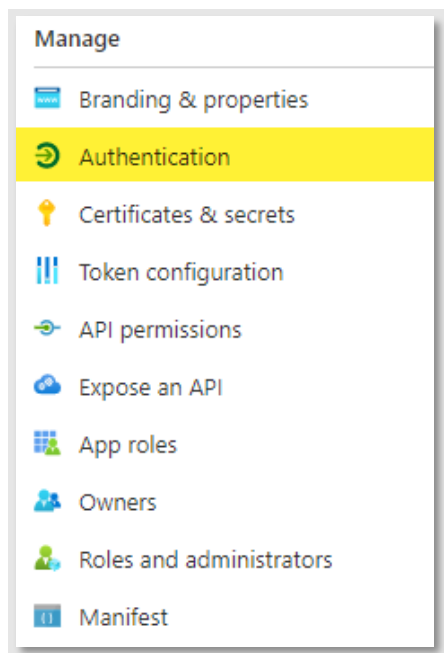 Manage
www
Branding & properties
Authentication
Certificates & secrets
Token configuration
API permissions
Expose an API
App roles
Owners
Roles and administrators
Manifest